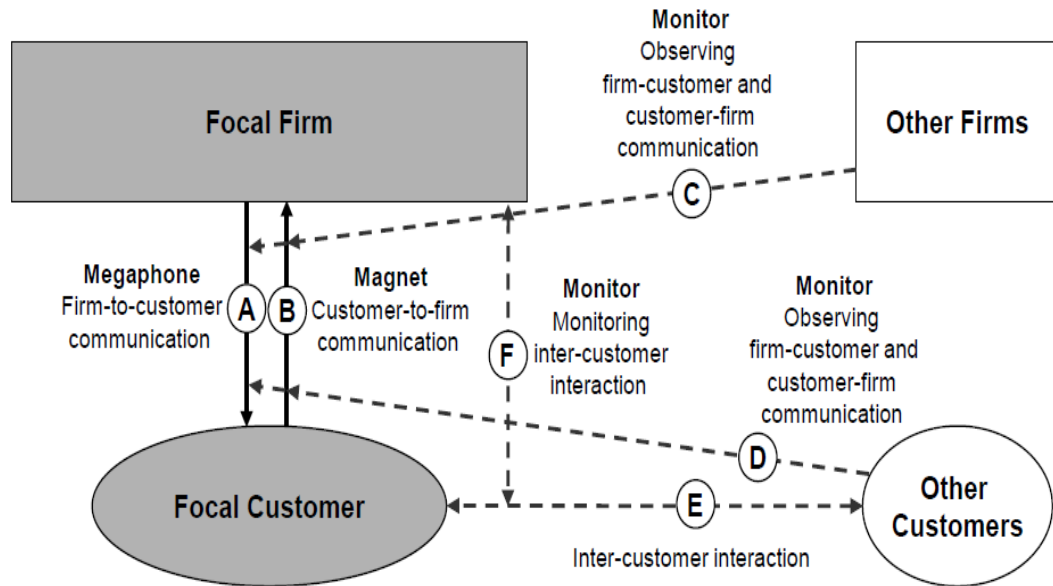 Monitor
Observing
firm-customer and
customer-firm
communication
Focal Firm
Other Firms
C
Megaphone
Firm-to-customer
communication
A
B
Magnet
Customer-to-firm
communication
F
Monitor
Monitoring
inter-customer
interaction
Monitor
Observing
firm-customer and
customer-firm
communication
D
Focal Customer
E
Other
Customers
Inter-customer interaction